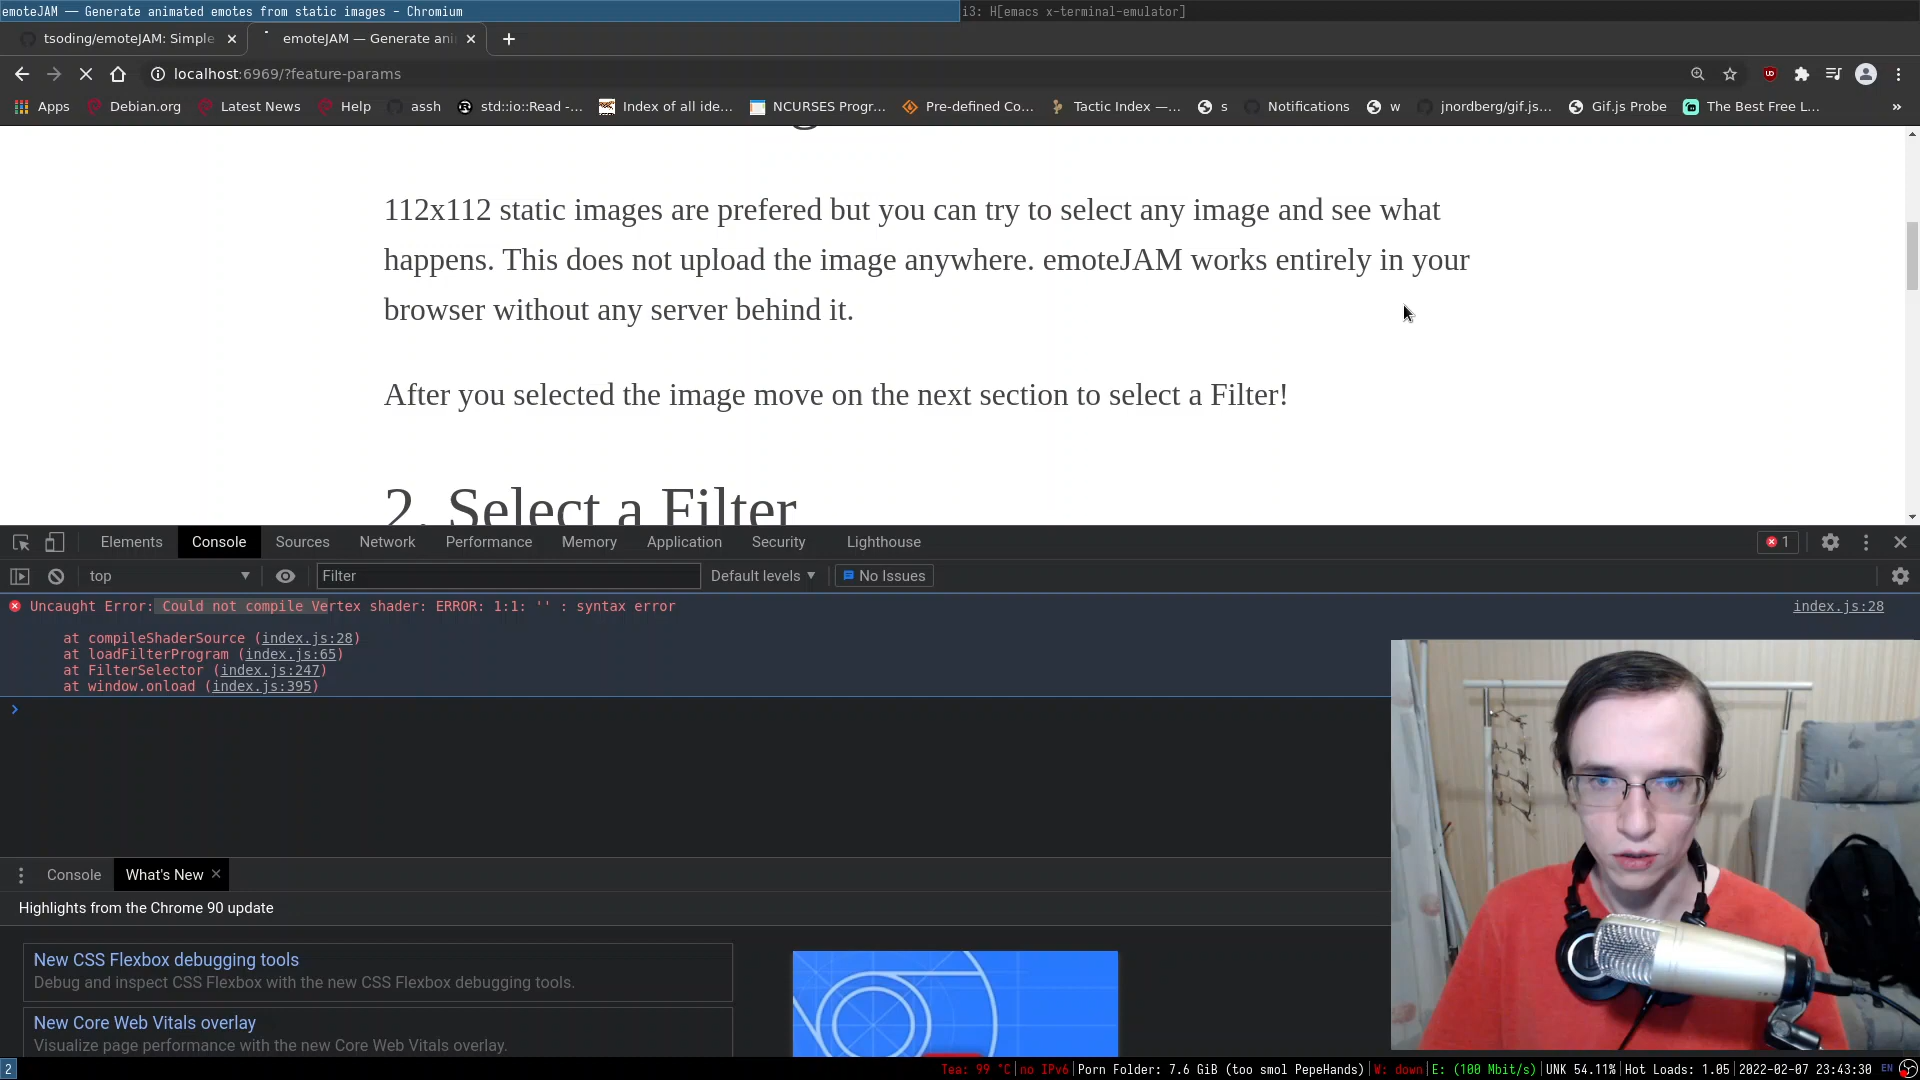 emoteJAM — Generate animated emotes from static images - Chromium
i3: H[emacs x-terminal-emulator]
tsoding/emoteJAM: Simple
emoteJAM — Generate ani
localhost:6969/?feature-params
Apps
Debian.org
Latest News
Help
assh
std::io::Read -...
Index of all ide...
NCURSES Progr...
Pre-defined Co...
Tactic Index —...
s
Notifications
w
jnordberg/gif.js...
Gif.js Probe
The Best Free L...
»
112x112 static images are prefered but you can try to select any image and see what
happens. This does not upload the image anywhere. emoteJAM works entirely in your
browser without any server behind it.
After you selected the image move on the next section to select a Filter!
2. Select a Filter
Elements
Console
Sources
Network
Performance
Memory
Application
Security
Lighthouse
1
top
Filter
Default levels
No Issues
Uncaught Error: Could not compile Vertex shader: ERROR: 1:1: '' : syntax error
index.js:28
at compileShaderSource (index.js:28)
at loadFilterProgram (index.js:65)
at FilterSelector (index.js:247)
at window.onload (index.js:395)
Console
What's New
Highlights from the Chrome 90 update
New CSS Flexbox debugging tools
Debug and inspect CSS Flexbox with the new CSS Flexbox debugging tools.
New Core Web Vitals overlay
Visualize page performance with the new Core Web Vitals overlay.
2
Tea: 99 °C|no IPv6|Porn Folder: 7.6 GiB (too smol PepeHands)|W: down|E: (100 Mbit/s)|UNK 54.11%|Hot Loads: 1.05|2022-02-07 23:43:30
EN